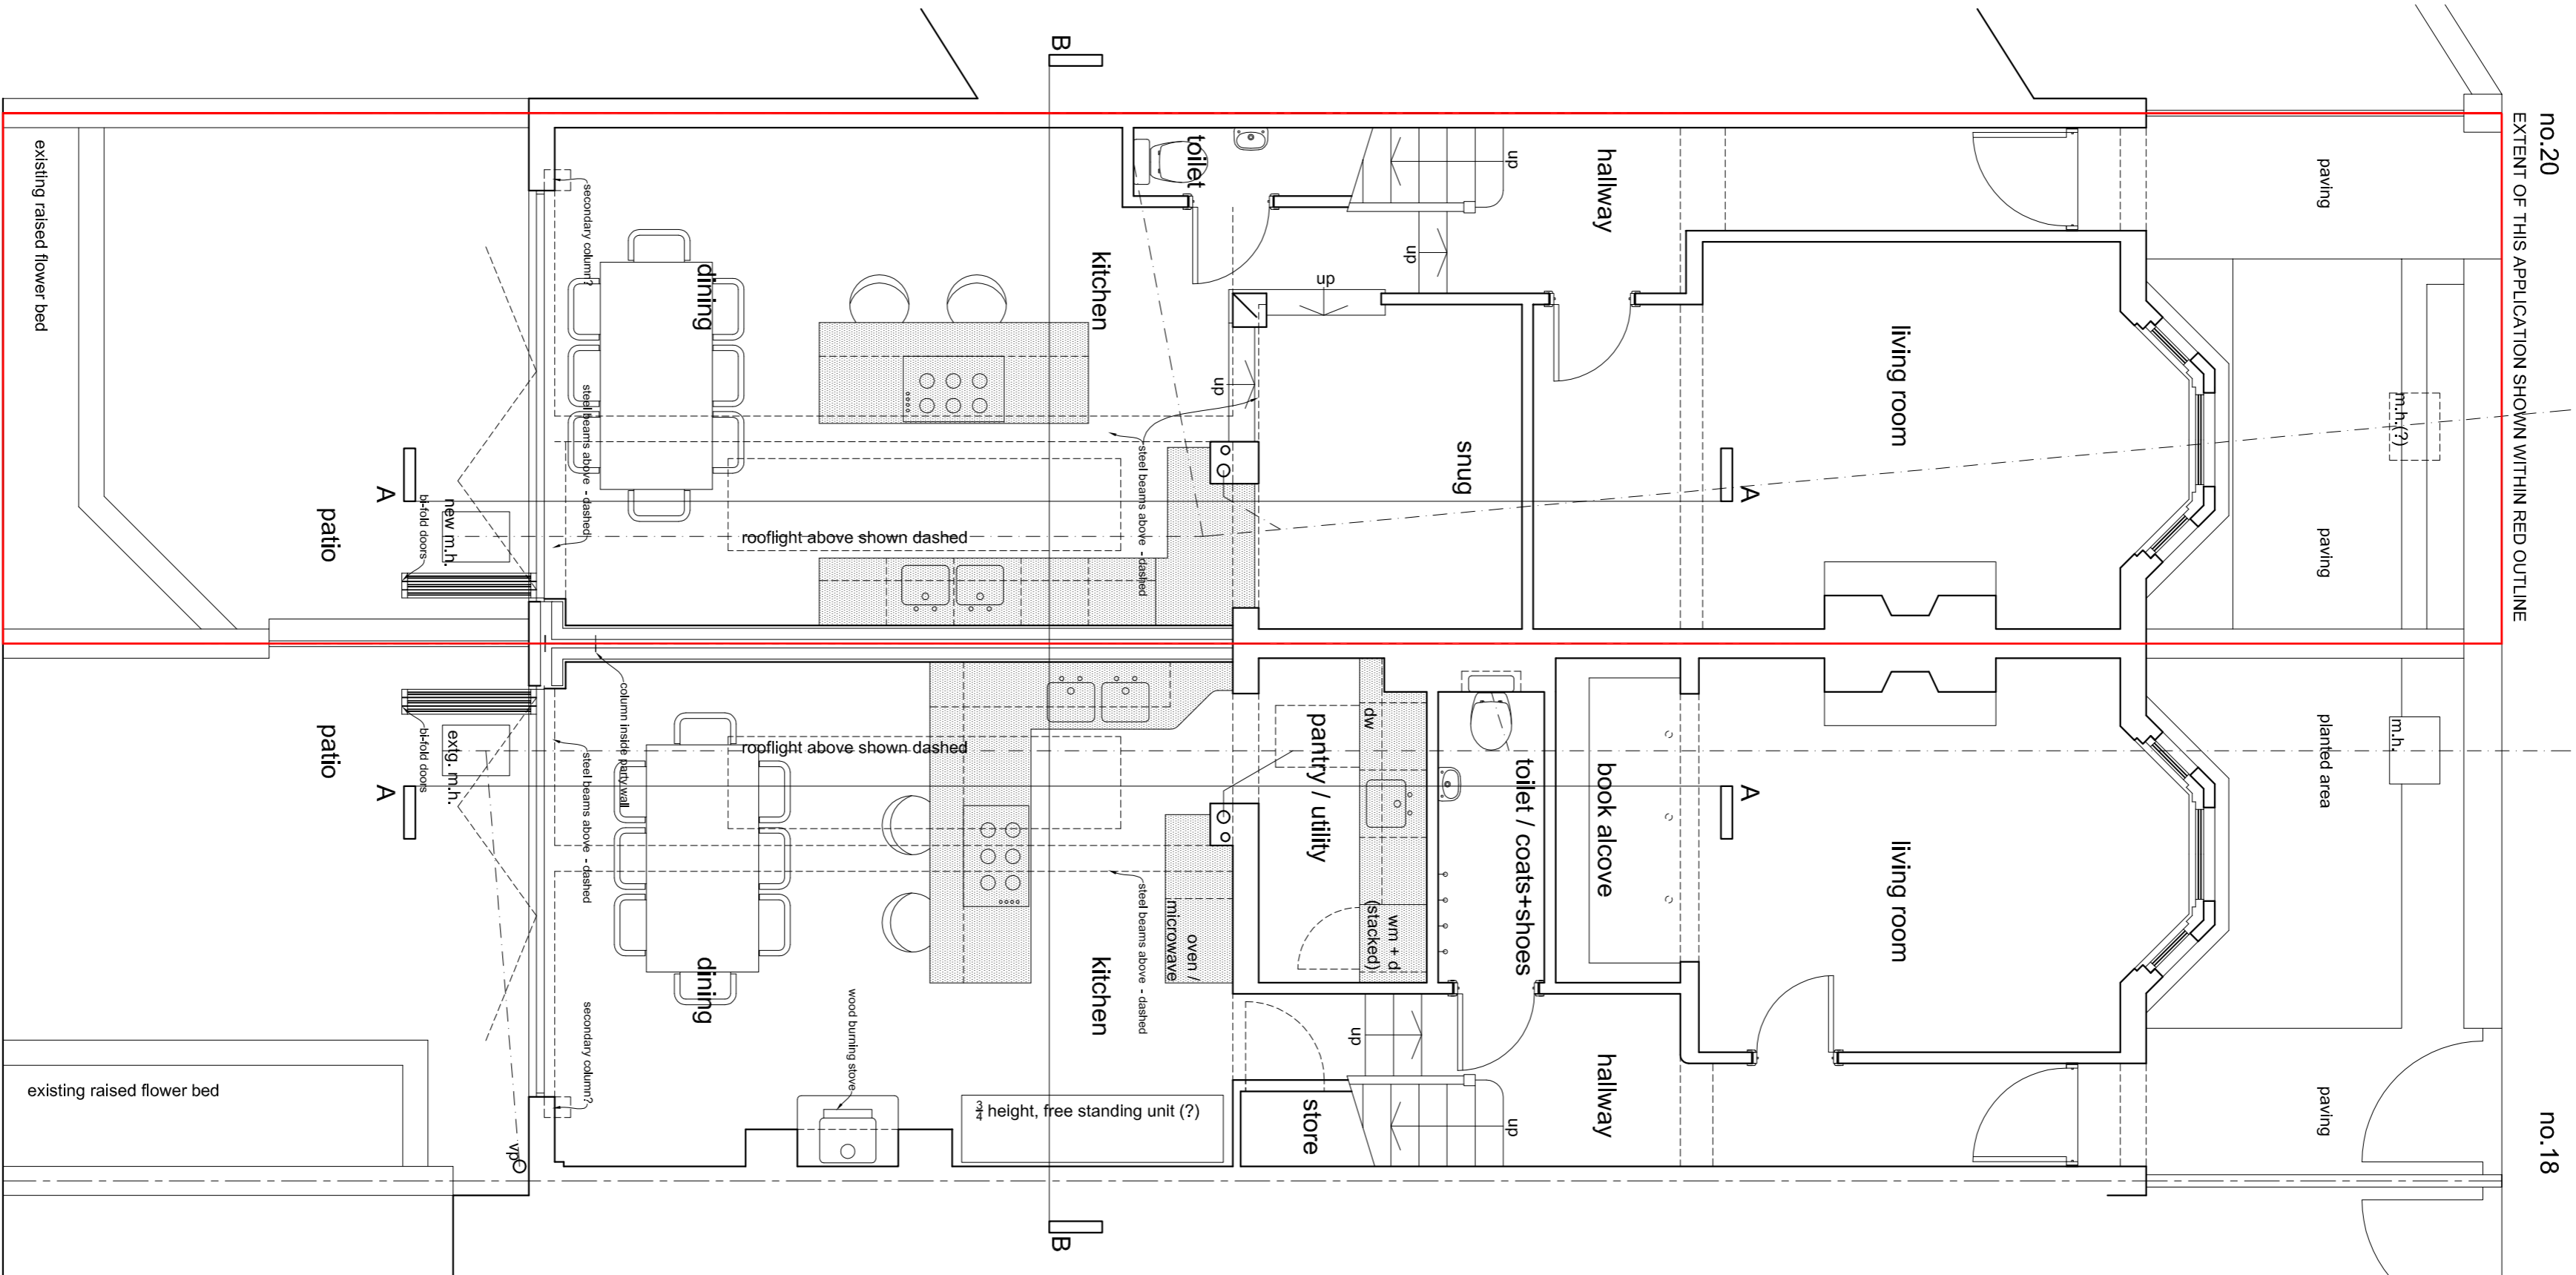 no.20
EXTENT OF THIS APPLICATION SHOWN WITHIN RED OUTLINE
no.18
paving
m.h.(?)
paving
m.h.
planted area
paving
living room
A
hallway
up
up
up
up
toilet
snug
kitchen
steel beams above - dashed
rooflight above shown dashed
dining
secondary column?
steel beams above - dashed
A
bi-fold doors
new m.h.
patio
existing raised flower bed
B
living room
A
book alcove
toilet / coats+shoes
hallway
up
up
store
dw
wm + d
(stacked)
pantry / utility
oven /
microwave
kitchen
steel beams above - dashed
rooflight above shown dashed
3/4 height, free standing unit (?)
wood burning stove
dining
column inside party wall
steel beams above - dashed
secondary column?
extg. m.h.
bi-fold doors
A
patio
vp
existing raised flower bed
B